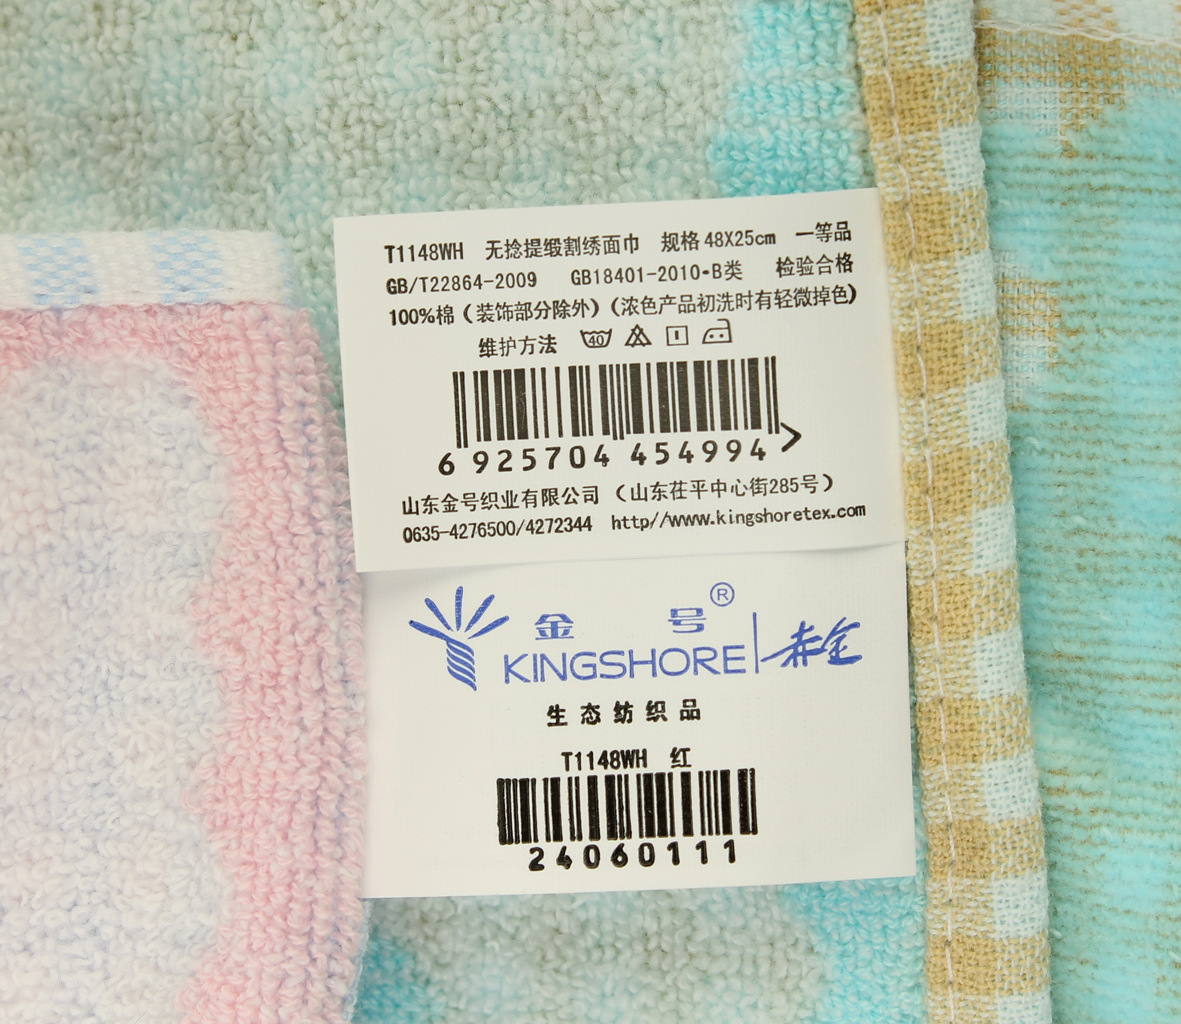 T1148WH 无捻提缎割绣面巾 规格 48X25cm 一等品
GB/T22864-2009 GB18401-2010•B类 检验合格
100%棉（装饰部分除外）（浓色产品初洗时有轻微掉色）
维护方法 40
6 925704 454994 >
山东金号织业有限公司（山东茌平中心街285号）
0635-4276500/4272344 http//www.kingshoretex.com
金号®
KINGSHORE 赤金
生态纺织品
T1148WH 红
24060111